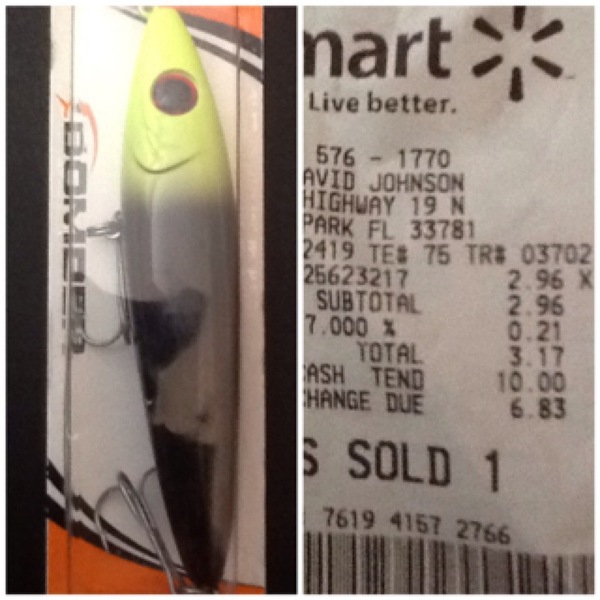 BOMBER
mart
Live better.
576 - 1770
AVID JOHNSON
HIGHWAY 19 N
PARK FL 33781
2419 TE# 75 TR# 03702
25623217 2.96 X
SUBTOTAL 2.96
7.000 % 0.21
TOTAL 3.17
ASH TEND 10.00
HANGE DUE 6.83
S SOLD 1
7619 4157 2766